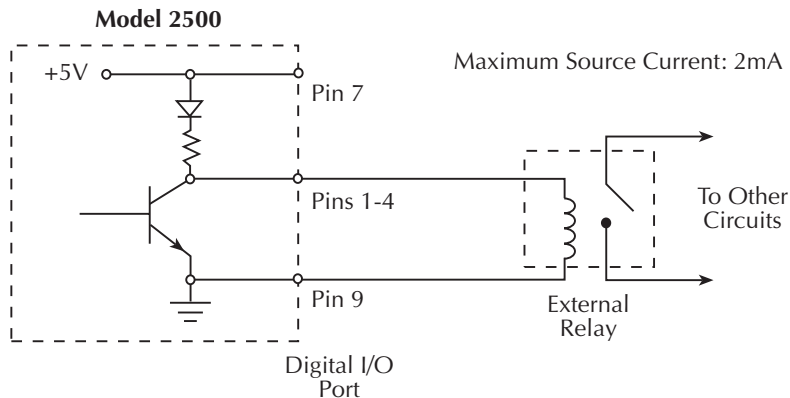 Model 2500
+5V
Maximum Source Current: 2mA
Pin 7
Pins 1-4
To Other
Circuits
Pin 9
External
Relay
Digital I/O
Port